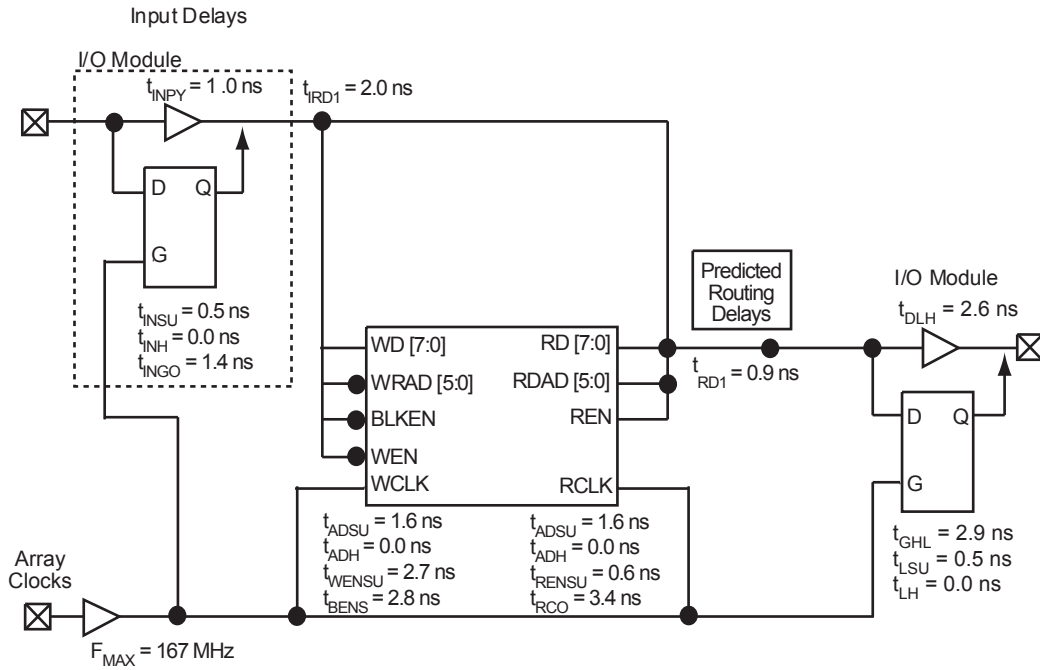 Input Delays
I/O Module
tINPY = 1.0 ns
tIRD1 = 2.0 ns
D Q
G
tINSU = 0.5 ns
tINH = 0.0 ns
tINGO = 1.4 ns
Predicted
Routing
Delays
I/O Module
tDLH = 2.6 ns
WD [7:0] RD [7:0]
WRAD [5:0] RDAD [5:0]
BLKEN REN
WEN
WCLK RCLK
tRD1 = 0.9 ns
D Q
G
tADSU = 1.6 ns
tADH = 0.0 ns
tWENSU = 2.7 ns
tBENS = 2.8 ns
tADSU = 1.6 ns
tADH = 0.0 ns
tRENSU = 0.6 ns
tRCO = 3.4 ns
tGHL = 2.9 ns
tLSU = 0.5 ns
tLH = 0.0 ns
Array
Clocks
FMAX = 167 MHz